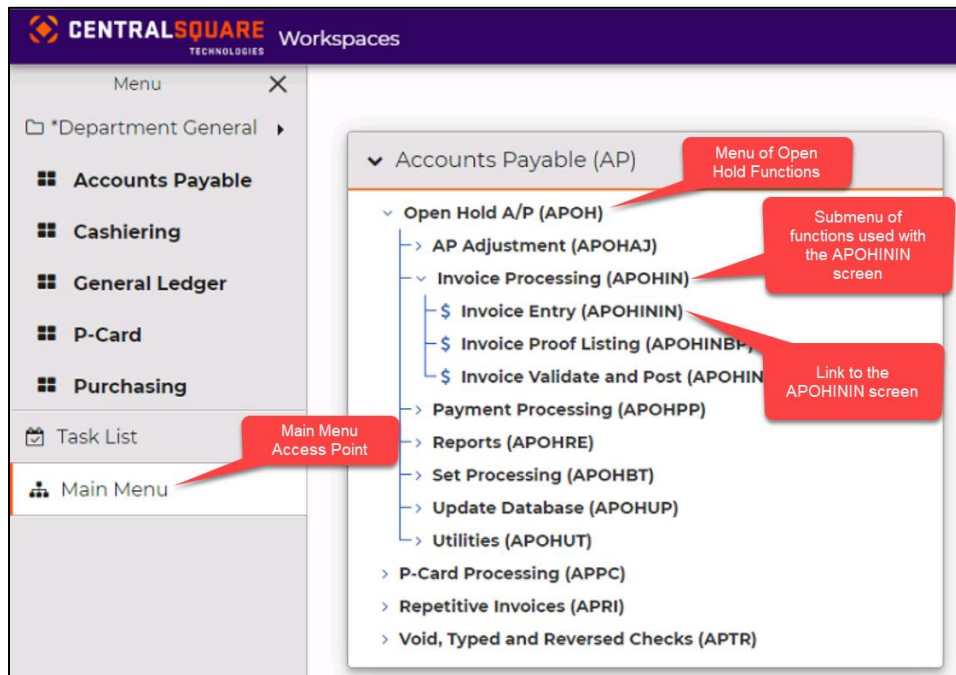 CENTRALSQUARE
TECHNOLOGIES
Workspaces
Menu
*Department General
Accounts Payable
Cashiering
General Ledger
P-Card
Purchasing
Task List
Main Menu
Main Menu
Access Point
Accounts Payable (AP)
Menu of Open
Hold Functions
Open Hold A/P (APOH)
Submenu of
functions used with
the APOHININ
screen
AP Adjustment (APOHAJ)
Invoice Processing (APOHIN)
$ Invoice Entry (APOHININ)
$ Invoice Proof Listing (APOHINBP)
$ Invoice Validate and Post (APOHIN
Link to the
APOHININ screen
Payment Processing (APOHPP)
Reports (APOHRE)
Set Processing (APOHBT)
Update Database (APOHUP)
Utilities (APOHUT)
P-Card Processing (APPC)
Repetitive Invoices (APRI)
Void, Typed and Reversed Checks (APTR)